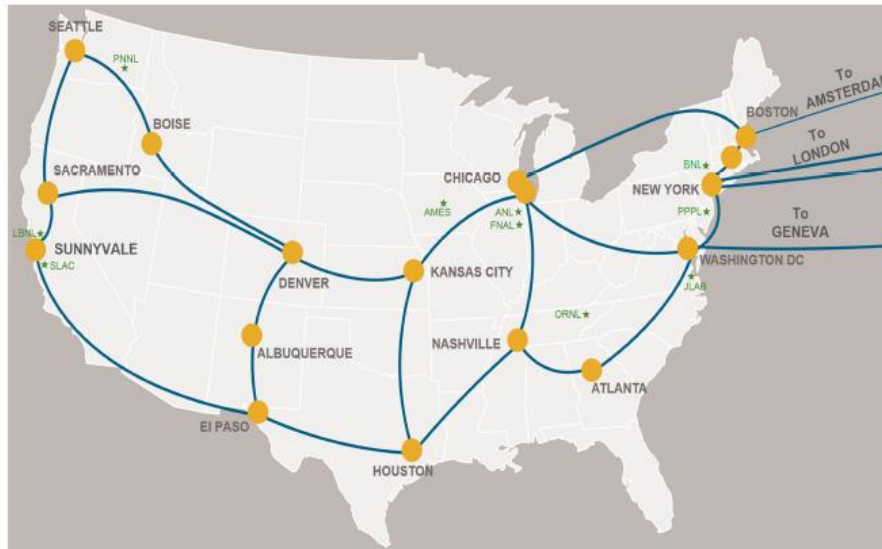 SEATTLE
PNNL
To
AMSTERDAM
BOSTON
BOISE
To
LONDON
BNL
CHICAGO
SACRAMENTO
NEW YORK
AMES
ANL
FNAL
PPPL
To
GENEVA
LBNL
SUNNYVALE
SLAC
DENVER
KANSAS CITY
WASHINGTON DC
JLAB
ORNL
NASHVILLE
ALBUQUERQUE
ATLANTA
El PASO
HOUSTON